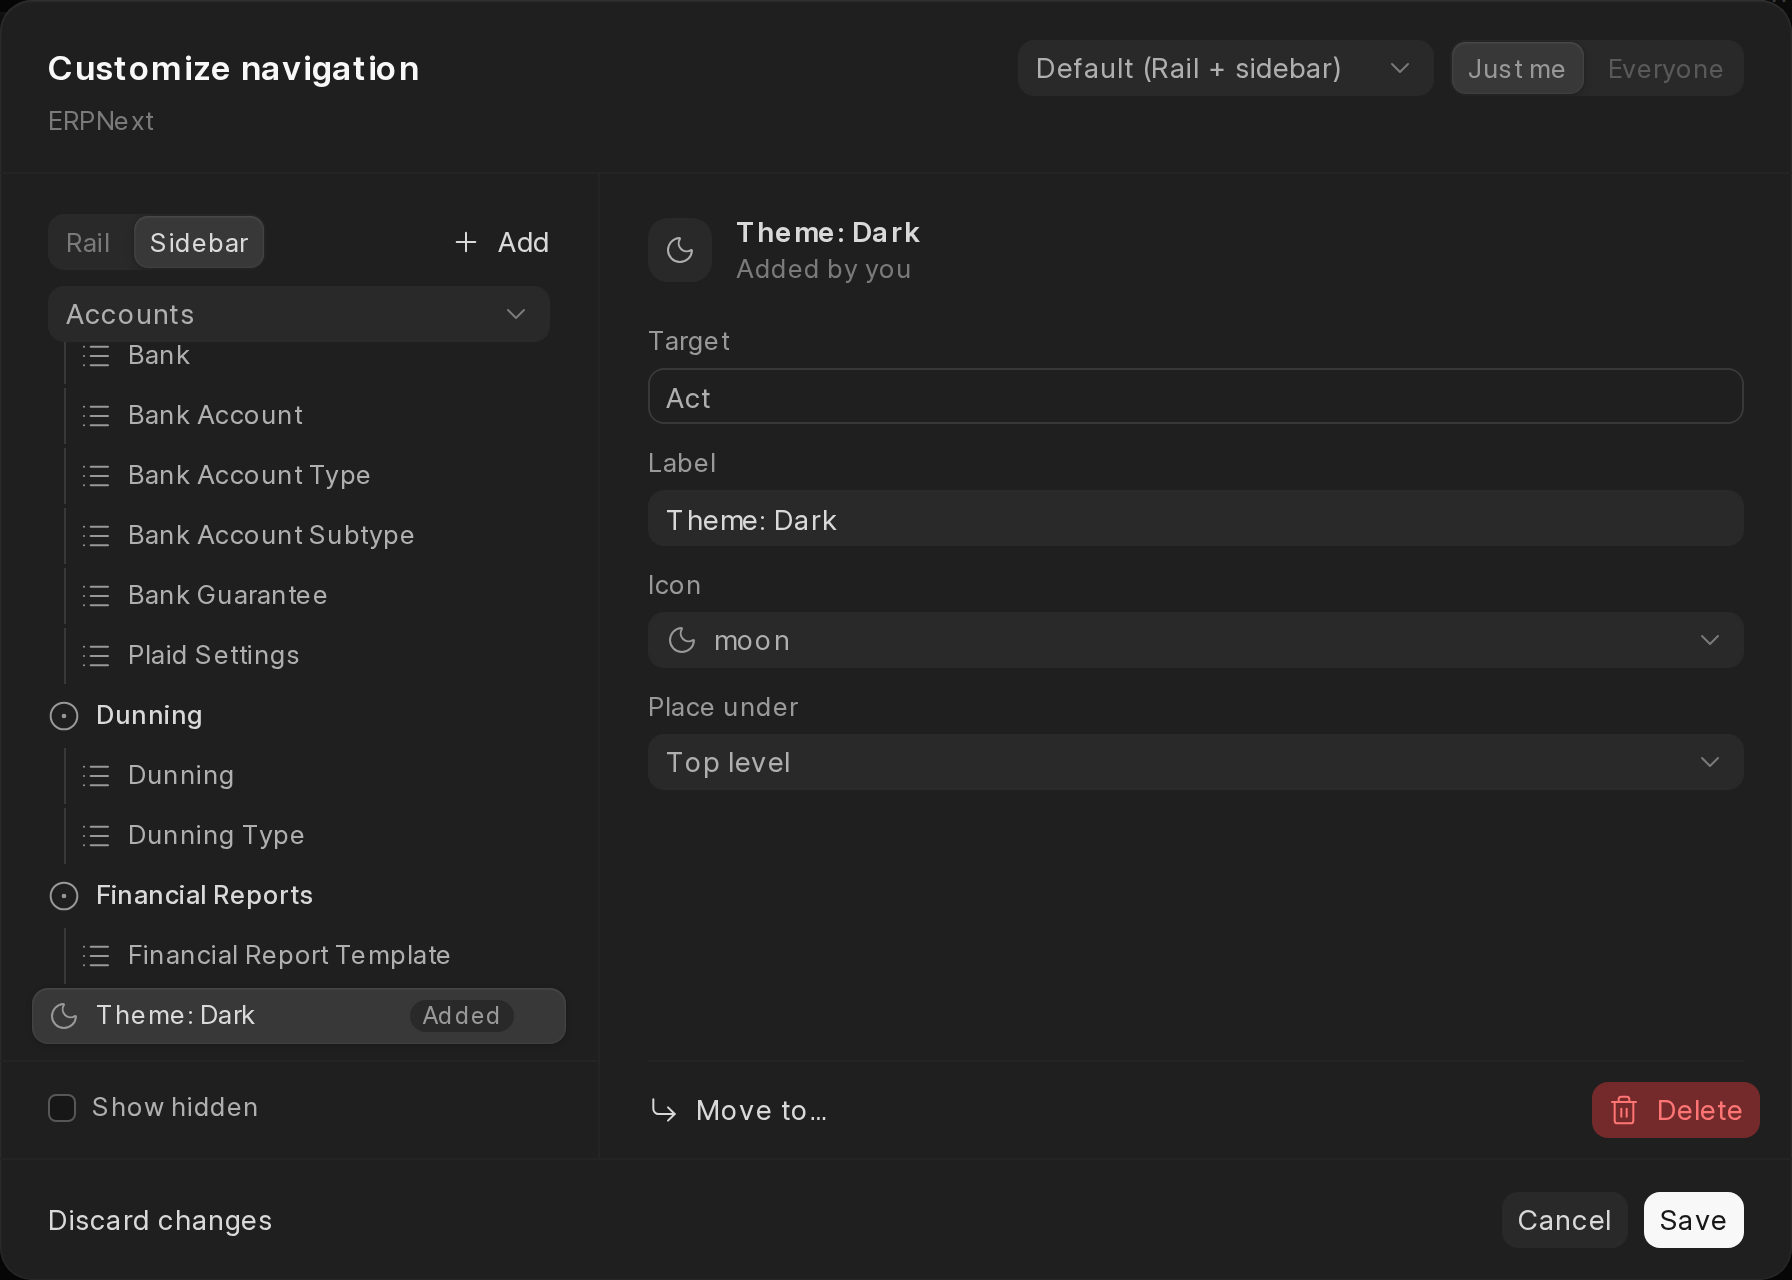 Customize navigation
ERPNext
Default (Rail + sidebar)
Just me
Everyone
Rail
Sidebar
Add
Accounts
Bank
Bank Account
Bank Account Type
Bank Account Subtype
Bank Guarantee
Plaid Settings
Dunning
Dunning
Dunning Type
Financial Reports
Financial Report Template
Theme: Dark
Added
Show hidden
Theme: Dark
Added by you
Target
Act
Label
Theme: Dark
Icon
moon
Place under
Top level
Move to...
Delete
Discard changes
Cancel
Save